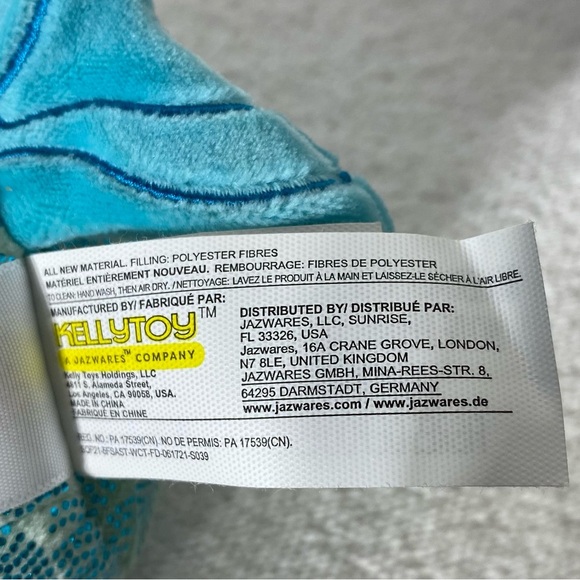 ALL NEW MATERIAL. FILLING: POLYESTER FIBRES
MATÉRIEL ENTIÈREMENT NOUVEAU. REMBOURRAGE: FIBRES DE POLYESTER
TO CLEAN: HAND WASH, THEN AIR DRY. / NETTOYAGE: LAVEZ LE PRODUIT À LA MAIN ET LAISSEZ-LE SÉCHER À L'AIR LIBRE.
MANUFACTURED BY/ FABRIQUÉ PAR:
KELLYTOY™
A JAZWARES™ COMPANY
Kelly Toys Holdings, LLC
4811 S. Alameda Street,
Los Angeles, CA 90058, USA.
MADE IN CHINA
FABRIQUÉ EN CHINE
DISTRIBUTED BY/ DISTRIBUÉ PAR:
JAZWARES, LLC, SUNRISE,
FL 33326, USA
Jazwares, 16A CRANE GROVE, LONDON,
N7 8LE, UNITED KINGDOM
JAZWARES GMBH, MINA-REES-STR. 8,
64295 DARMSTADT, GERMANY
www.jazwares.com / www.jazwares.de
REG. NO.: PA 17539(CN). NO DE PERMIS: PA 17539(CN).